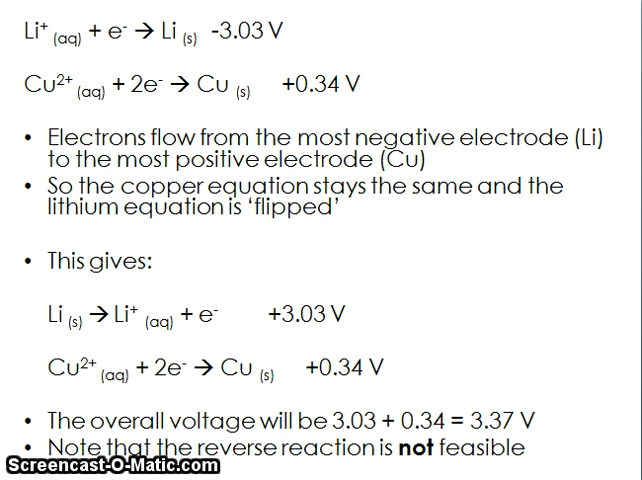 Li⁺ (aq) + e⁻ → Li (s) -3.03 V
Cu²⁺ (aq) + 2e⁻ → Cu (s) +0.34 V
• Electrons flow from the most negative electrode (Li)
to the most positive electrode (Cu)
• So the copper equation stays the same and the
lithium equation is 'flipped'
• This gives:
Li (s) → Li⁺ (aq) + e⁻ +3.03 V
Cu²⁺ (aq) + 2e⁻ → Cu (s) +0.34 V
• The overall voltage will be 3.03 + 0.34 = 3.37 V
• Note that the reverse reaction is not feasible
Screencast-O-Matic.com